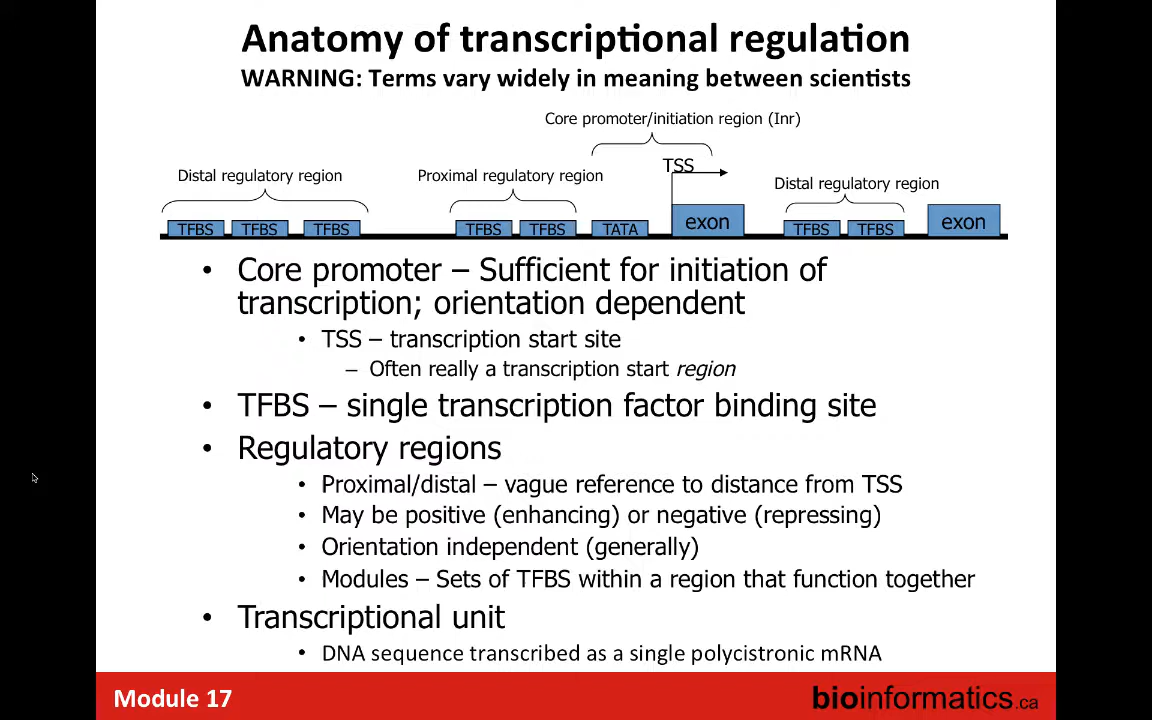 Anatomy of transcriptional regulation
WARNING: Terms vary widely in meaning between scientists
Core promoter/initiation region (Inr)
TSS
Distal regulatory region
Proximal regulatory region
Distal regulatory region
TFBS TFBS TFBS TFBS TFBS TATA exon TFBS TFBS exon
• Core promoter – Sufficient for initiation of
transcription; orientation dependent
• TSS – transcription start site
– Often really a transcription start region
• TFBS – single transcription factor binding site
• Regulatory regions
• Proximal/distal – vague reference to distance from TSS
• May be positive (enhancing) or negative (repressing)
• Orientation independent (generally)
• Modules – Sets of TFBS within a region that function together
• Transcriptional unit
• DNA sequence transcribed as a single polycistronic mRNA
Module 17
bioinformatics.ca